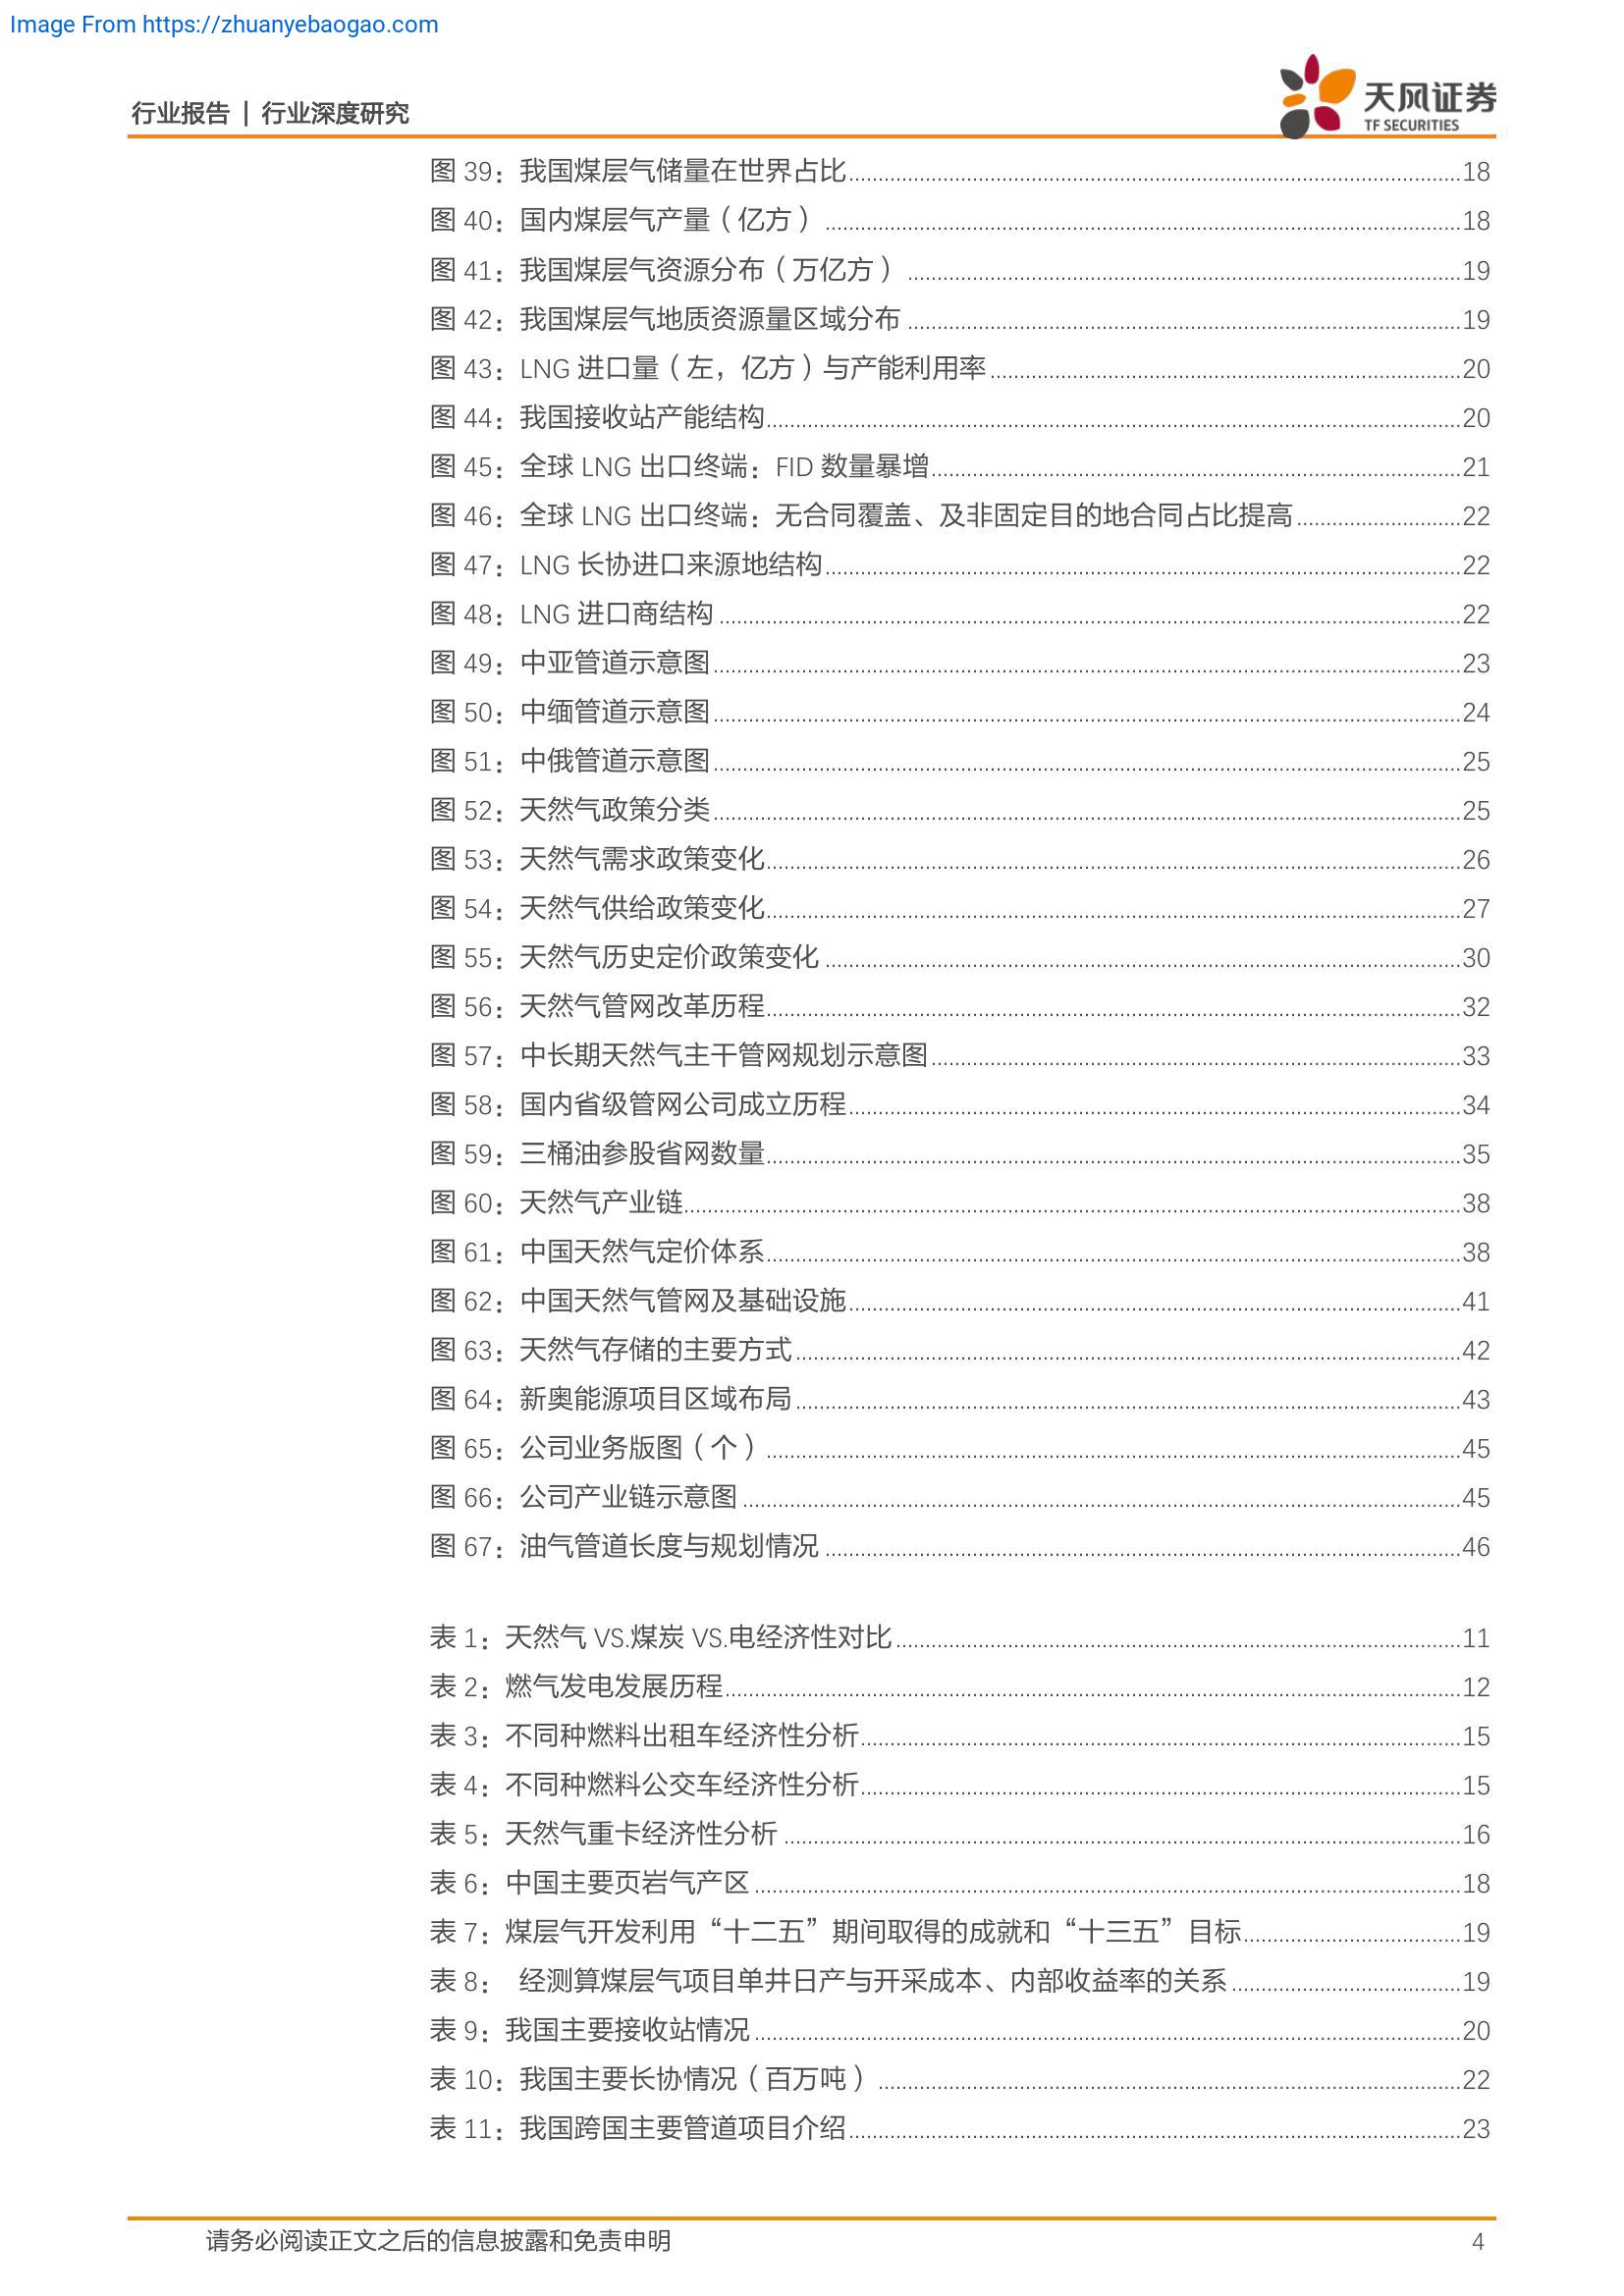 Image From https://zhuanyebaogao.com
行业报告 | 行业深度研究
天风证券
TF SECURITIES
图 39：我国煤层气储量在世界占比 18
图 40：国内煤层气产量（亿方） 18
图 41：我国煤层气资源分布（万亿方） 19
图 42：我国煤层气地质资源量区域分布 19
图 43：LNG 进口量（左，亿方）与产能利用率 20
图 44：我国接收站产能结构 20
图 45：全球 LNG 出口终端：FID 数量暴增 21
图 46：全球 LNG 出口终端：无合同覆盖、及非固定目的地合同占比提高 22
图 47：LNG 长协进口来源地结构 22
图 48：LNG 进口商结构 22
图 49：中亚管道示意图 23
图 50：中缅管道示意图 24
图 51：中俄管道示意图 25
图 52：天然气政策分类 25
图 53：天然气需求政策变化 26
图 54：天然气供给政策变化 27
图 55：天然气历史定价政策变化 30
图 56：天然气管网改革历程 32
图 57：中长期天然气主干管网规划示意图 33
图 58：国内省级管网公司成立历程 34
图 59：三桶油参股省网数量 35
图 60：天然气产业链 38
图 61：中国天然气定价体系 38
图 62：中国天然气管网及基础设施 41
图 63：天然气存储的主要方式 42
图 64：新奥能源项目区域布局 43
图 65：公司业务版图（个） 45
图 66：公司产业链示意图 45
图 67：油气管道长度与规划情况 46
表 1：天然气 VS.煤炭 VS.电经济性对比 11
表 2：燃气发电发展历程 12
表 3：不同种燃料出租车经济性分析 15
表 4：不同种燃料公交车经济性分析 15
表 5：天然气重卡经济性分析 16
表 6：中国主要页岩气产区 18
表 7：煤层气开发利用“十二五”期间取得的成就和“十三五”目标 19
表 8： 经测算煤层气项目单井日产与开采成本、内部收益率的关系 19
表 9：我国主要接收站情况 20
表 10：我国主要长协情况（百万吨） 22
表 11：我国跨国主要管道项目介绍 23
请务必阅读正文之后的信息披露和免责申明 4